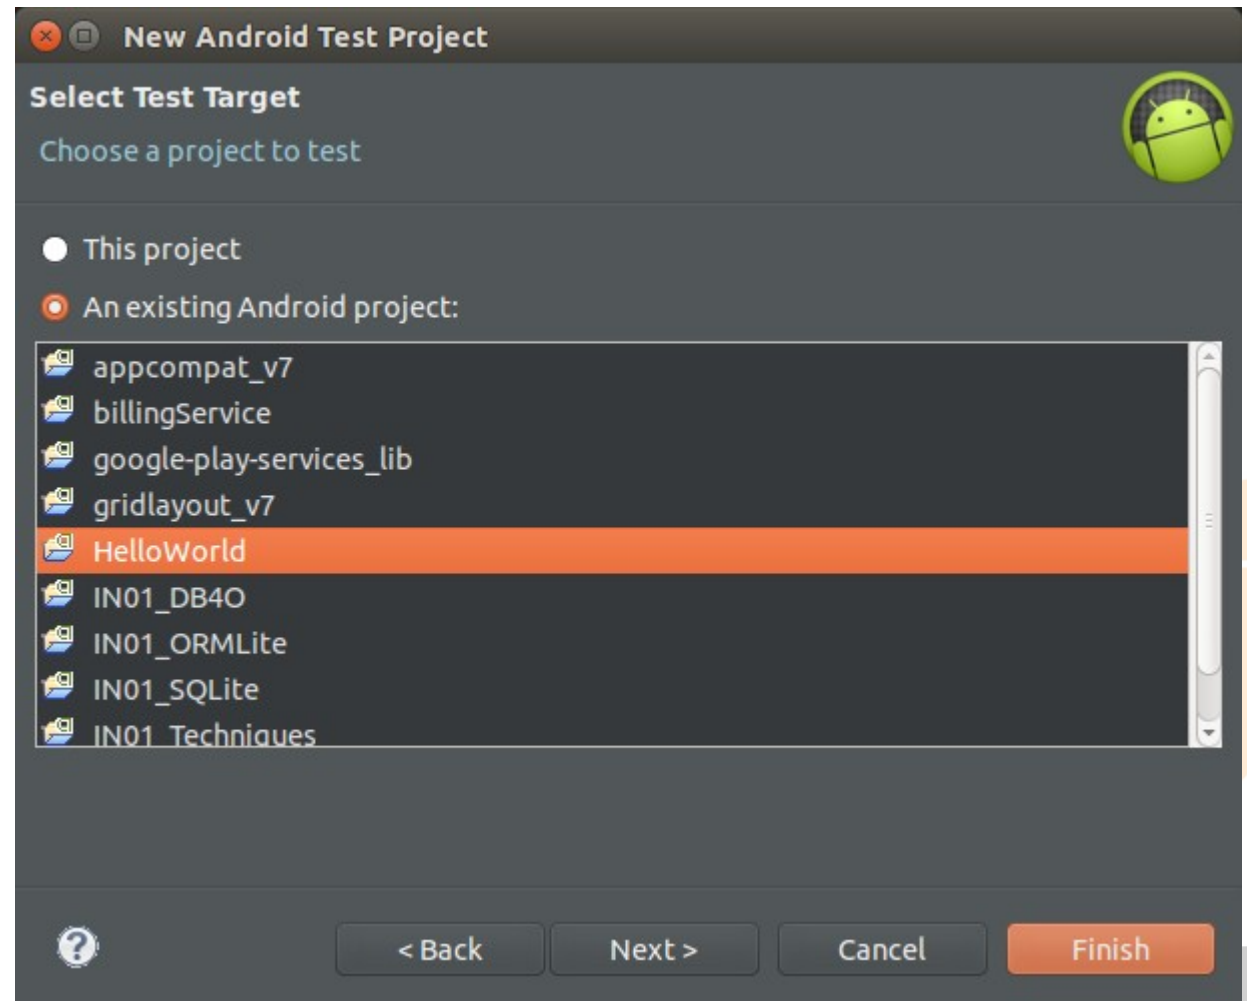 New Android Test Project
Select Test Target
Choose a project to test
This project
An existing Android project:
appcompat_v7
billingService
google-play-services_lib
gridlayout_v7
HelloWorld
IN01_DB4O
IN01_ORMLite
IN01_SQLite
IN01_Techniques
< Back Next > Cancel Finish